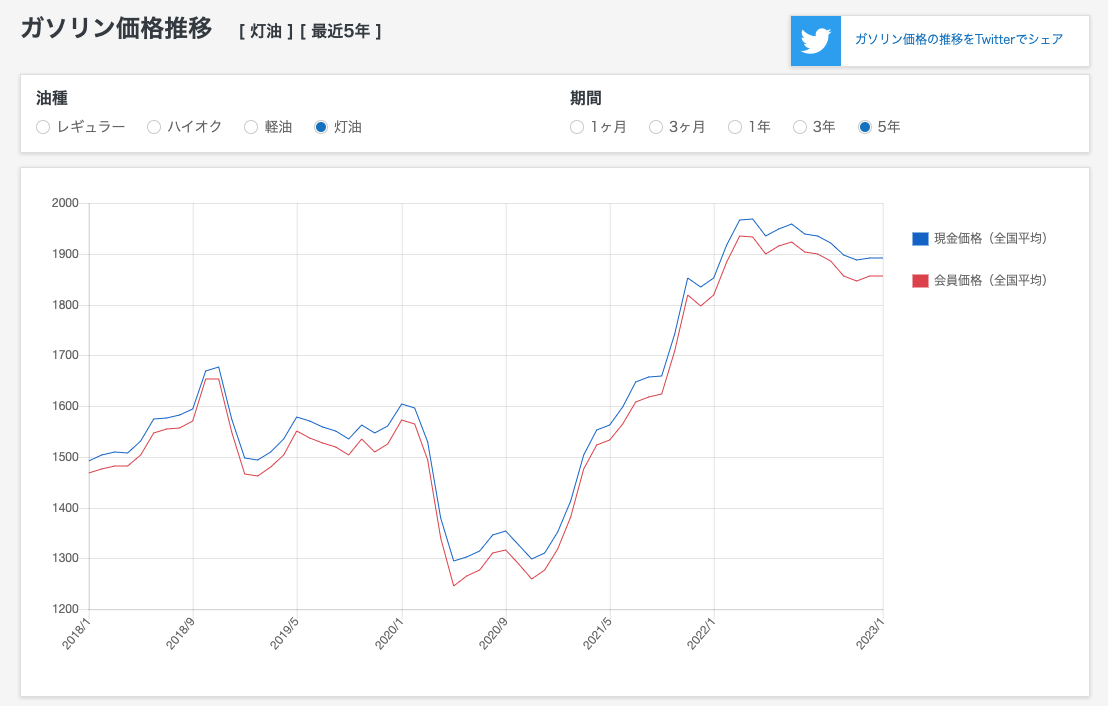 ガソリン価格推移 [ 灯油 ] [ 最近5年 ]
ガソリン価格の推移をTwitterでシェア
油種
レギュラー ハイオク 軽油 灯油
期間
1ヶ月 3ヶ月 1年 3年 5年
2000
1900
1800
1700
1600
1500
1400
1300
1200
2018/1 2018/9 2019/5 2020/1 2020/9 2021/5 2022/1 2023/1
現金価格（全国平均）
会員価格（全国平均）